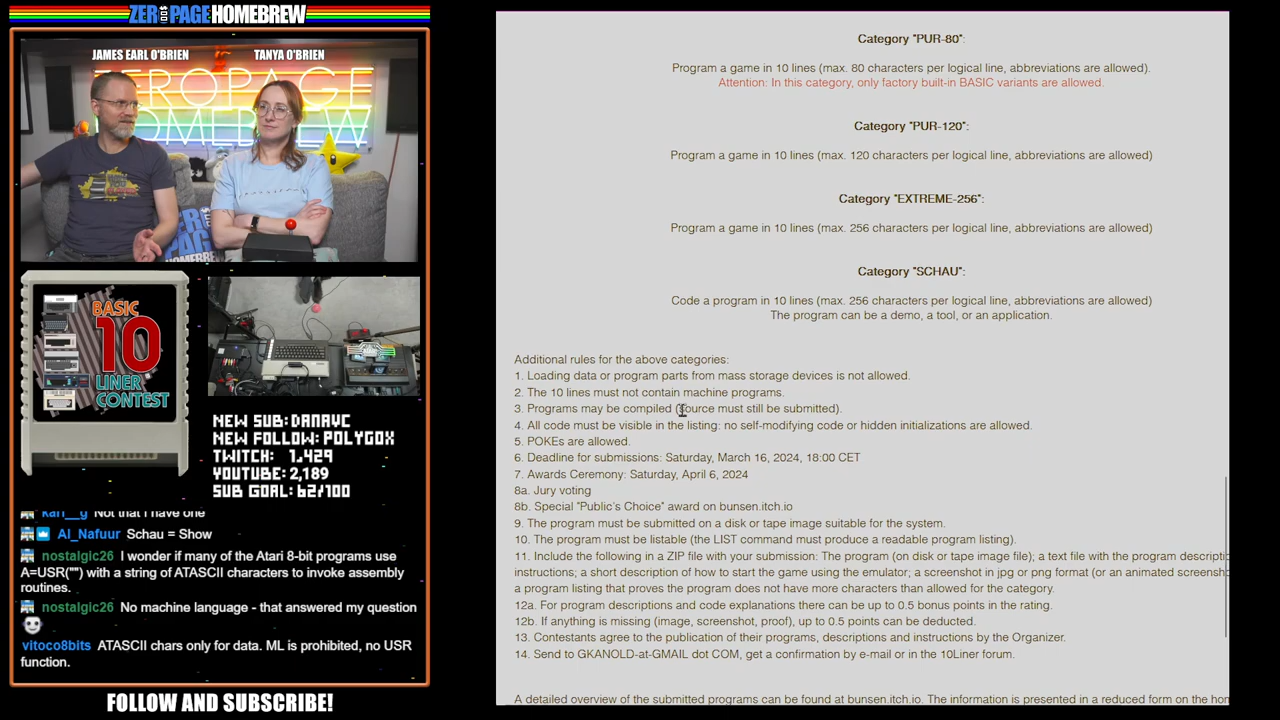 ZEROPAGE HOMEBREW
JAMES EARL O'BRIEN
TANYA O'BRIEN
ZEROPAGE
HOMEBREW
BASIC
10
LINER
CONTEST
NEW SUB: DANAYC
NEW FOLLOW: POLYGOX
TWITCH: 1,429
YOUTUBE: 2,189
SUB GOAL: 62/100
karl__g Not that I have one
Al_Nafuur Schau = Show
nostalgic26 I wonder if many of the Atari 8-bit programs use
A=USR("") with a string of ATASCII characters to invoke assembly
routines.
nostalgic26 No machine language - that answered my question
vitoco8bits ATASCII chars only for data. ML is prohibited, no USR
function.
FOLLOW AND SUBSCRIBE!
Category "PUR-80":
Program a game in 10 lines (max. 80 characters per logical line, abbreviations are allowed).
Attention: In this category, only factory built-in BASIC variants are allowed.
Category "PUR-120":
Program a game in 10 lines (max. 120 characters per logical line, abbreviations are allowed)
Category "EXTREME-256":
Program a game in 10 lines (max. 256 characters per logical line, abbreviations are allowed)
Category "SCHAU":
Code a program in 10 lines (max. 256 characters per logical line, abbreviations are allowed)
The program can be a demo, a tool, or an application.
Additional rules for the above categories:
1. Loading data or program parts from mass storage devices is not allowed.
2. The 10 lines must not contain machine programs.
3. Programs may be compiled (source must still be submitted).
4. All code must be visible in the listing: no self-modifying code or hidden initializations are allowed.
5. POKEs are allowed.
6. Deadline for submissions: Saturday, March 16, 2024, 18:00 CET
7. Awards Ceremony: Saturday, April 6, 2024
8a. Jury voting
8b. Special "Public's Choice" award on bunsen.itch.io
9. The program must be submitted on a disk or tape image suitable for the system.
10. The program must be listable (the LIST command must produce a readable program listing).
11. Include the following in a ZIP file with your submission: The program (on disk or tape image file); a text file with the program descriptic
instructions; a short description of how to start the game using the emulator; a screenshot in jpg or png format (or an animated screensh
a program listing that proves the program does not have more characters than allowed for the category.
12a. For program descriptions and code explanations there can be up to 0.5 bonus points in the rating.
12b. If anything is missing (image, screenshot, proof), up to 0.5 points can be deducted.
13. Contestants agree to the publication of their programs, descriptions and instructions by the Organizer.
14. Send to GKANOLD-at-GMAIL dot COM, get a confirmation by e-mail or in the 10Liner forum.
A detailed overview of the submitted programs can be found at bunsen.itch.io. The information is presented in a reduced form on the hon